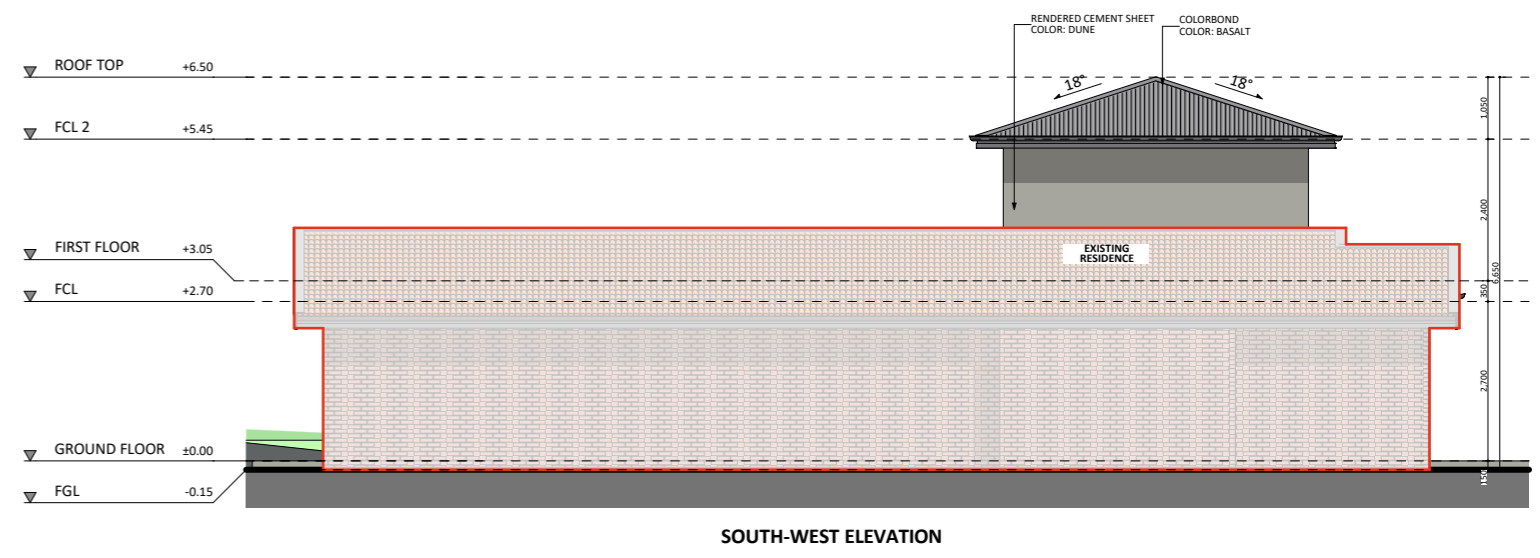 RENDERED CEMENT SHEET
COLOR: DUNE
COLORBOND
COLOR: BASALT
ROOF TOP +6.50
18°
18°
1,050
FCL 2 +5.45
2,400
FIRST FLOOR +3.05
EXISTING
RESIDENCE
6,650
FCL +2.70
350
2,700
GROUND FLOOR ±0.00
FGL -0.15
SOUTH-WEST ELEVATION